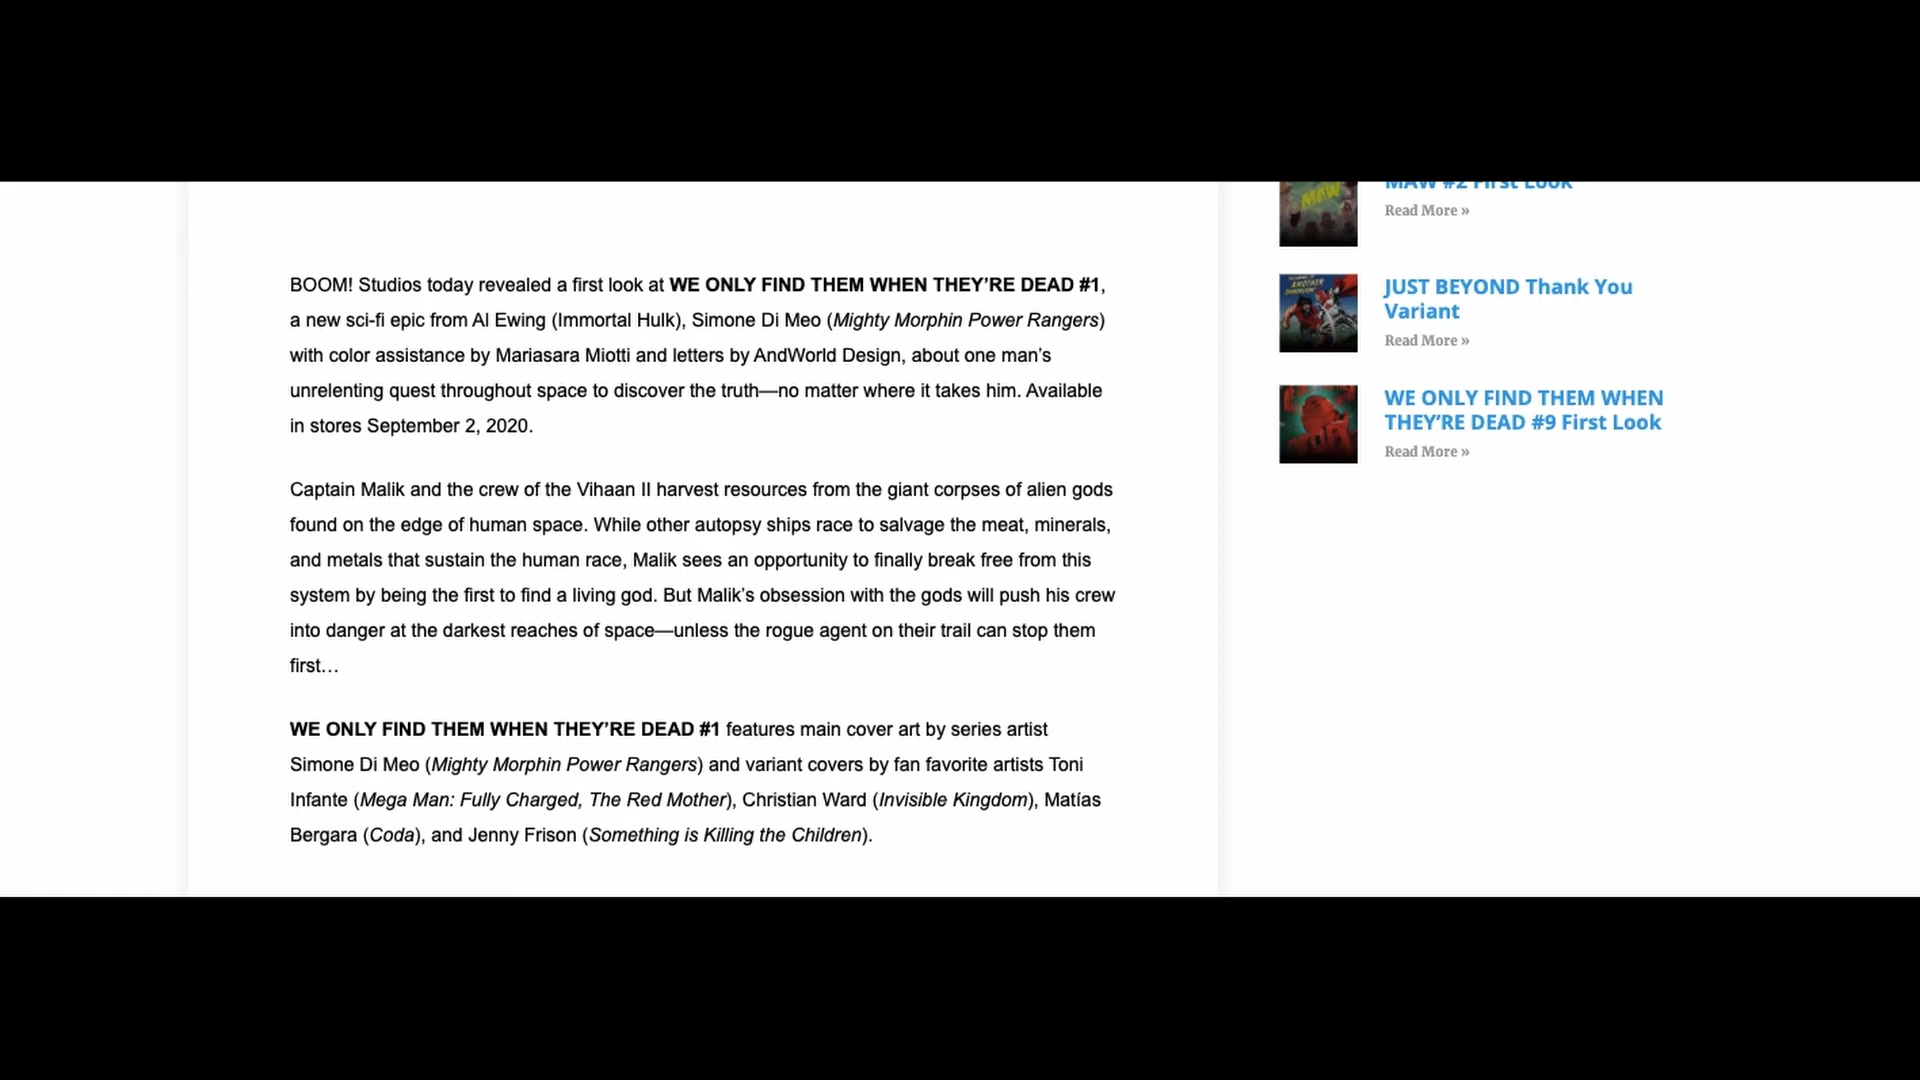 BOOM! Studios today revealed a first look at WE ONLY FIND THEM WHEN THEY’RE DEAD #1,
a new sci-fi epic from Al Ewing (Immortal Hulk), Simone Di Meo (Mighty Morphin Power Rangers)
with color assistance by Mariasara Miotti and letters by AndWorld Design, about one man’s
unrelenting quest throughout space to discover the truth—no matter where it takes him. Available
in stores September 2, 2020.
Captain Malik and the crew of the Vihaan II harvest resources from the giant corpses of alien gods
found on the edge of human space. While other autopsy ships race to salvage the meat, minerals,
and metals that sustain the human race, Malik sees an opportunity to finally break free from this
system by being the first to find a living god. But Malik’s obsession with the gods will push his crew
into danger at the darkest reaches of space—unless the rogue agent on their trail can stop them
first…
WE ONLY FIND THEM WHEN THEY’RE DEAD #1 features main cover art by series artist
Simone Di Meo (Mighty Morphin Power Rangers) and variant covers by fan favorite artists Toni
Infante (Mega Man: Fully Charged, The Red Mother), Christian Ward (Invisible Kingdom), Matías
Bergara (Coda), and Jenny Frison (Something is Killing the Children).
MAW
MAW #2 First Look
Read More »
ANOTHER
DIMENSION
JUST BEYOND Thank You
Variant
Read More »
WE ONLY FIND THEM WHEN
THEY’RE DEAD #9 First Look
Read More »